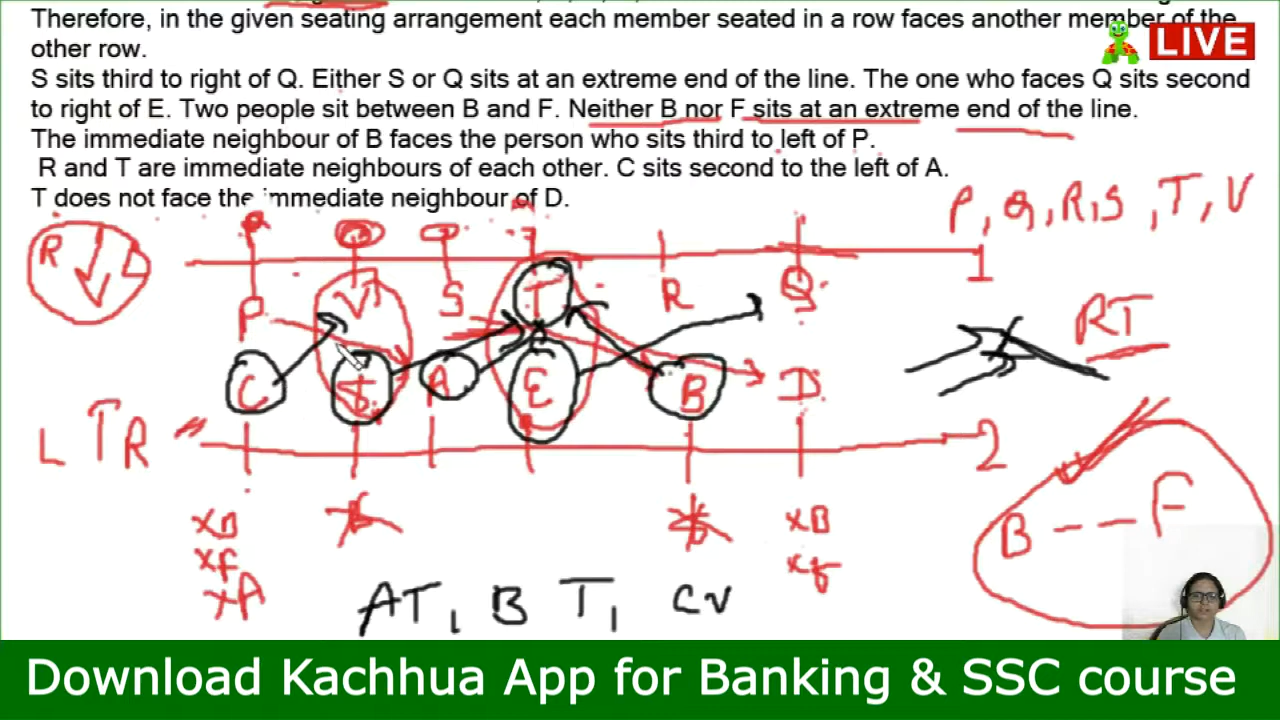 Therefore, in the given seating arrangement each member seated in a row faces another member of the
other row.
LIVE
S sits third to right of Q. Either S or Q sits at an extreme end of the line. The one who faces Q sits second
to right of E. Two people sit between B and F. Neither B nor F sits at an extreme end of the line.
The immediate neighbour of B faces the person who sits third to left of P.
R and T are immediate neighbours of each other. C sits second to the left of A.
T does not face the immediate neighbour of D.
P, Q, R, S, T, V
R L
1
P V S T R Q
RT
C A E B D
L T R
2
xB xB
xF xF
xA
B _ _ F
AT, B T, CV
Download Kachhua App for Banking & SSC course